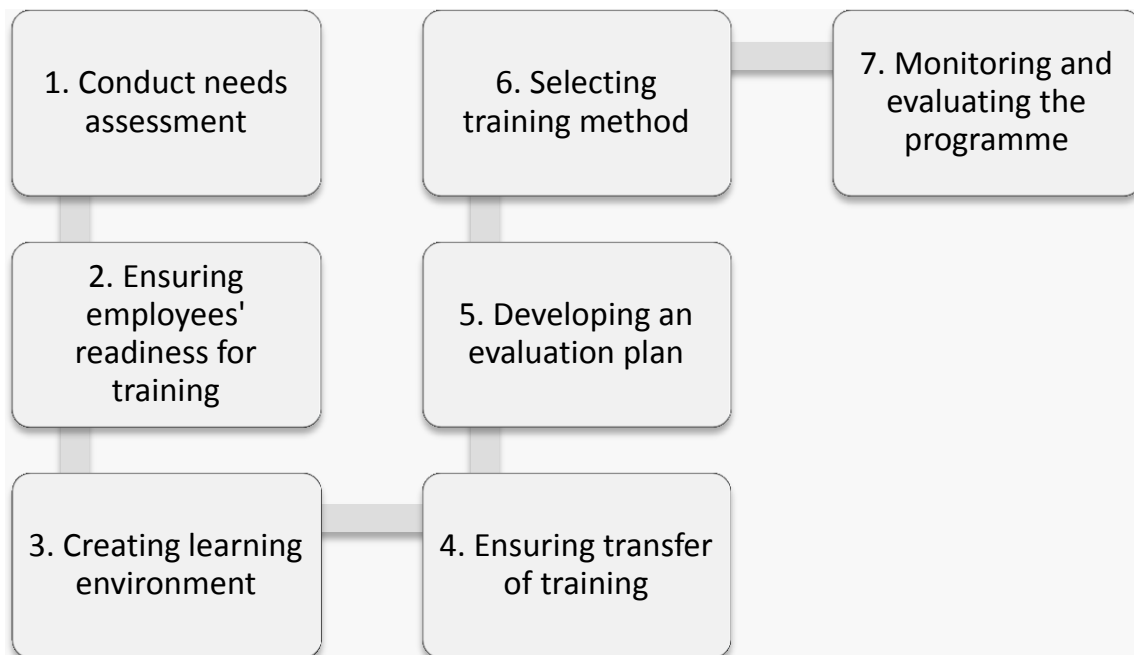 1. Conduct needs
assessment
2. Ensuring
employees'
readiness for
training
3. Creating learning
environment
4. Ensuring transfer
of training
5. Developing an
evaluation plan
6. Selecting
training method
7. Monitoring and
evaluating the
programme